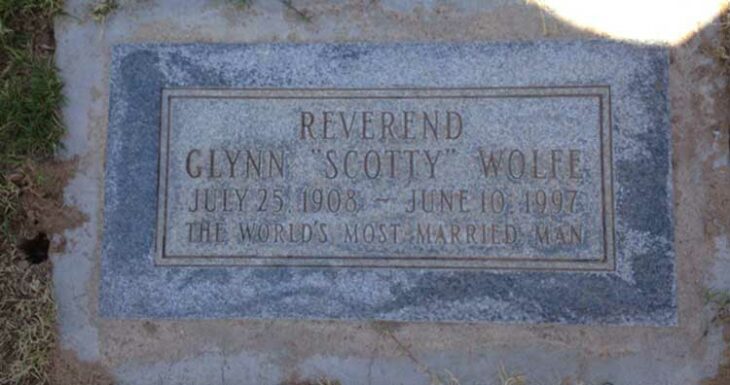 REVEREND
GLYNN "SCOTTY" WOLFE
JULY 25, 1908 ~ JUNE 10, 1997
THE WORLD'S MOST MARRIED MAN